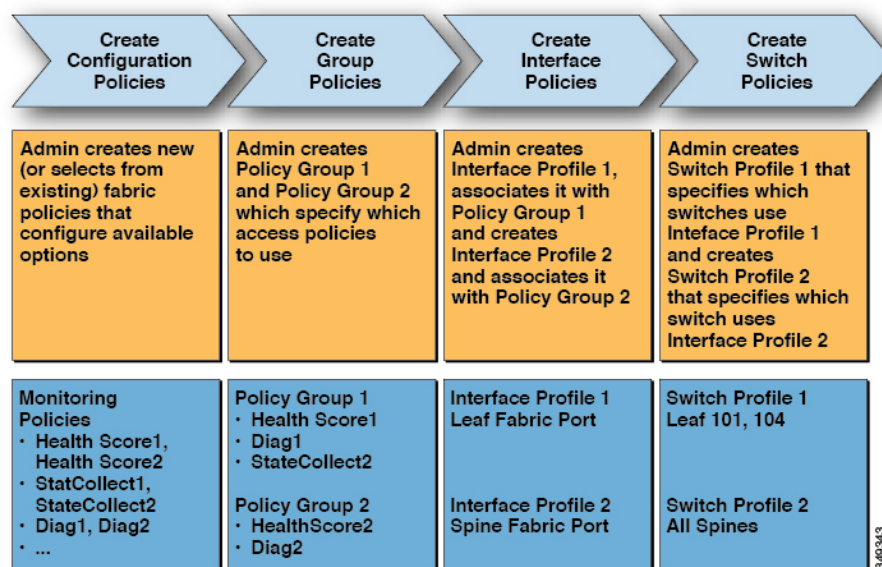 Create
Configuration
Policies
Create
Group
Policies
Create
Interface
Policies
Create
Switch
Policies
Admin creates new
(or selects from
existing) fabric
policies that
configure available
options
Admin creates
Policy Group 1
and Policy Group 2
which specify which
access policies
to use
Admin creates
Interface Profile 1,
associates it with
Policy Group 1
and creates
Interface Profile 2
and associates it
with Policy Group 2
Admin creates
Switch Profile 1 that
specifies which
switches use
Inteface Profile 1
and creates
Switch Profile 2
that specifies which
switch uses
Interface Profile 2
Monitoring
Policies
· Health Score1,
Health Score2
· StatCollect1,
StateCollect2
· Diag1, Diag2
· ...
Policy Group 1
· Health Score1
· Diag1
· StateCollect2
Policy Group 2
· HealthScore2
· Diag2
Interface Profile 1
Leaf Fabric Port
Interface Profile 2
Spine Fabric Port
Switch Profile 1
Leaf 101, 104
Switch Profile 2
All Spines
349343